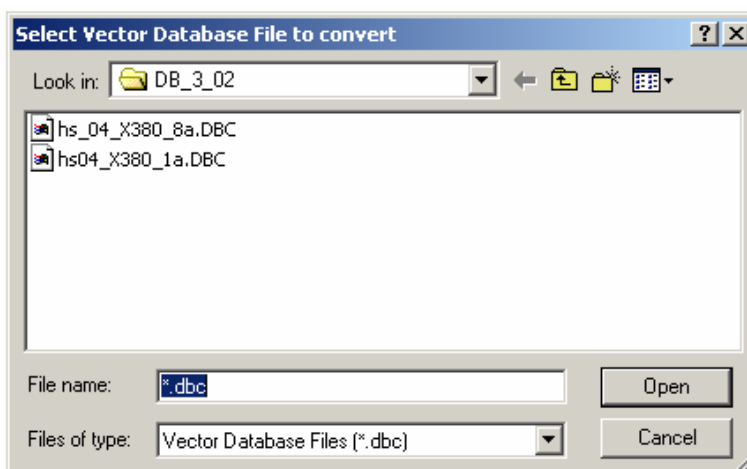 Select Vector Database File to convert
Look in: DB_3_02
hs_04_X380_8a.DBC
hs04_X380_1a.DBC
File name: *.dbc Open
Files of type: Vector Database Files (*.dbc) Cancel